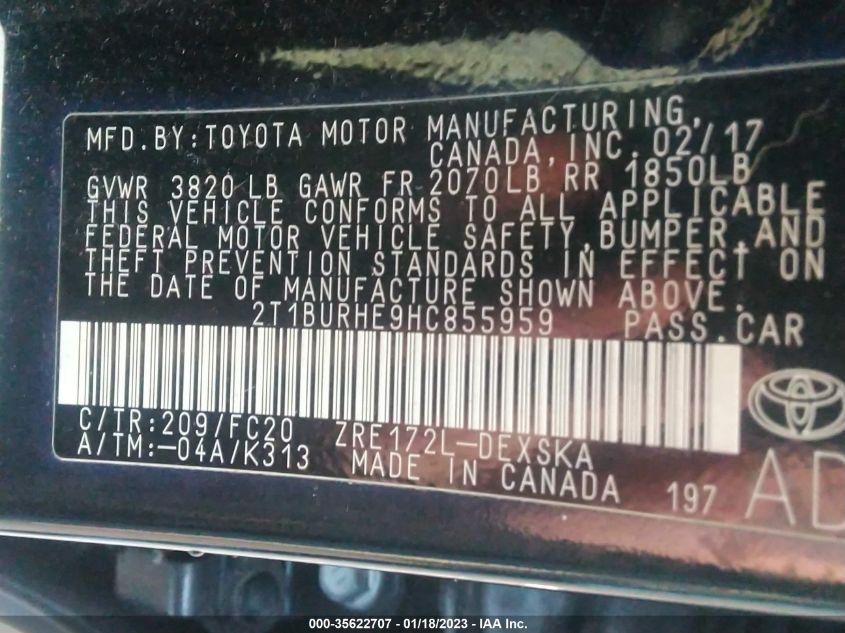 MFD.BY:TOYOTA MOTOR MANUFACTURING,
CANADA, INC. 02/17
GVWR 3820 LB GAWR FR 2070LB RR 1850LB
THIS VEHICLE CONFORMS TO ALL APPLICABLE
FEDERAL MOTOR VEHICLE SAFETY,BUMPER,AND
THEFT PREVENTION STANDARDS IN EFFECT ON
THE DATE OF MANUFACTURE SHOWN ABOVE.
2T1BURHE9HC855959 PASS.CAR
C/TR:209/FC20 ZRE172L-DEXSKA
A/TM:-04A/K313 MADE IN CANADA 197 AD
000-35622707 - 01/18/2023 - IAA Inc.